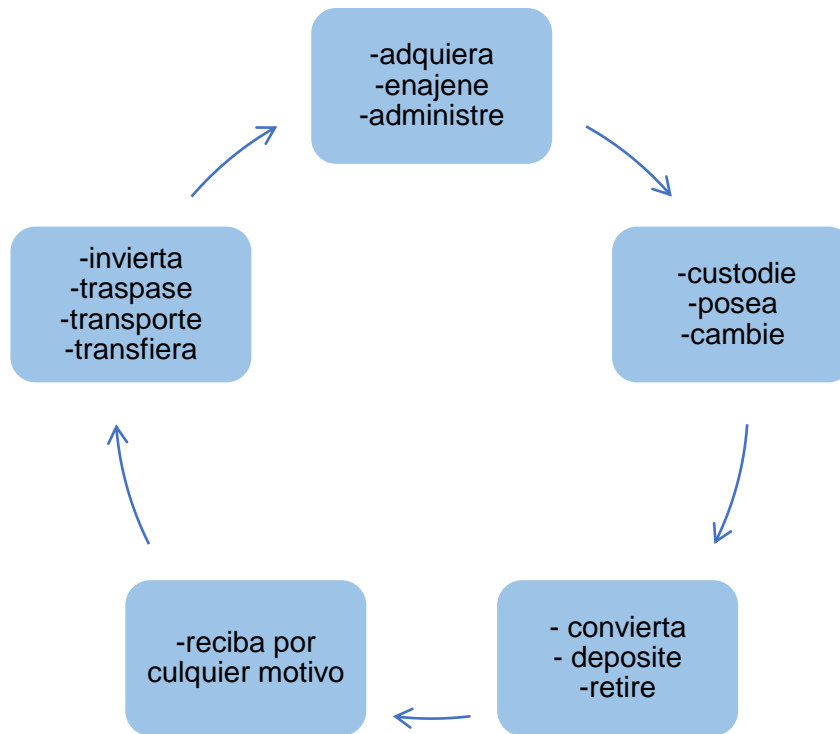 -adquiera
-enajene
-administre
-custodie
-posea
-cambie
- convierta
- deposite
-retire
-reciba por
culquier motivo
-invierta
-traspase
-transporte
-transfiera